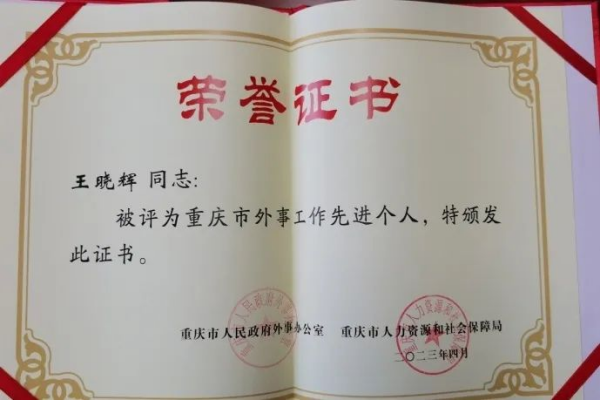 荣誉证书
王晓辉 同志:
被评为重庆市外事工作先进个人，特颁发
此证书。
重庆市人民政府外事办公室 重庆市人力资源和社会保障局
二〇二三年四月